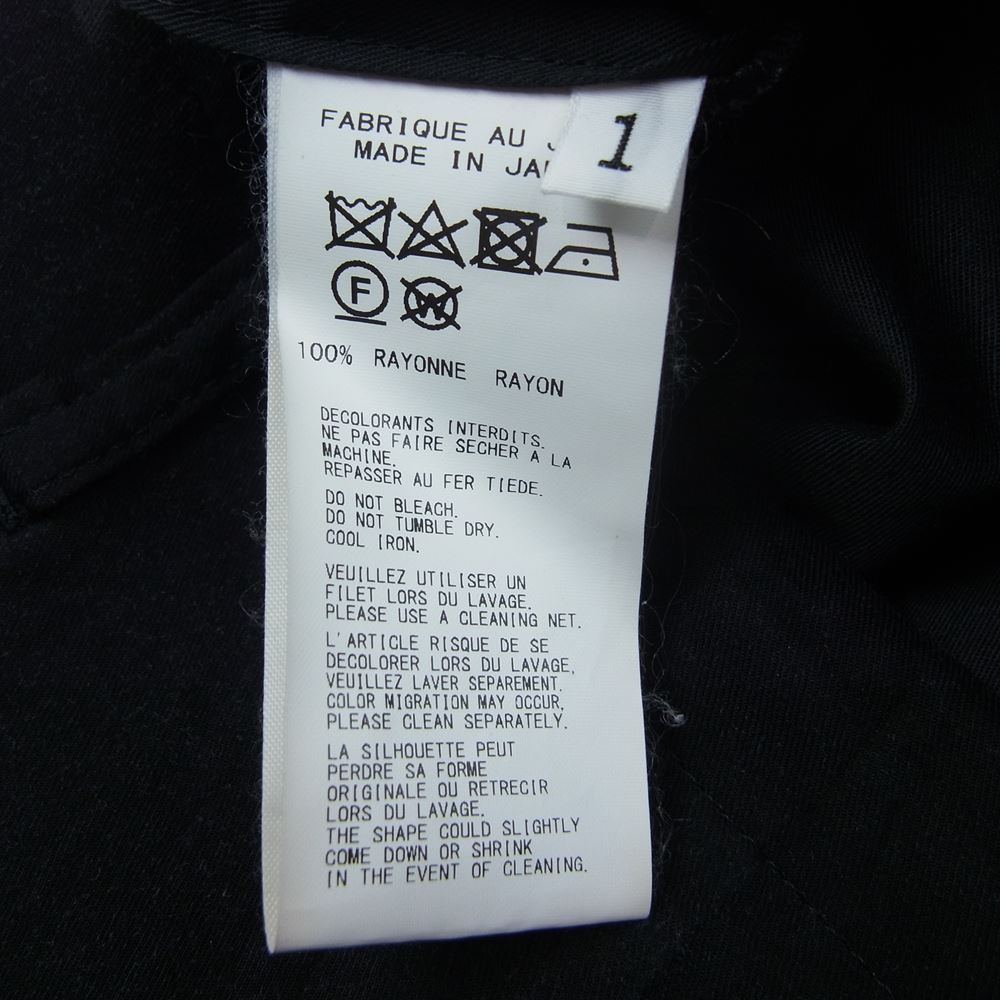 FABRIQUE AU
1
MADE IN
F
W
100% RAYONNE RAYON
DECOLORANTS INTERDITS.
NE PAS FAIRE SECHER A LA
MACHINE.
REPASSER AU FER TIEDE.
DO NOT BLEACH.
DO NOT TUMBLE DRY.
COOL IRON.
VEUILLEZ UTILISER UN
FILET LORS DU LAVAGE.
PLEASE USE A CLEANING NET.
L'ARTICLE RISQUE DE SE
DECOLORER LORS DU LAVAGE,
VEUILLEZ LAVER SEPAREMENT.
COLOR MIGRATION MAY OCCUR,
PLEASE CLEAN SEPARATELY.
LA SILHOUETTE PEUT
PERDRE SA FORME
ORIGINALE OU RETRECIR
LORS DU LAVAGE.
THE SHAPE COULD SLIGHTLY
COME DOWN OR SHRINK
IN THE EVENT OF CLEANING.